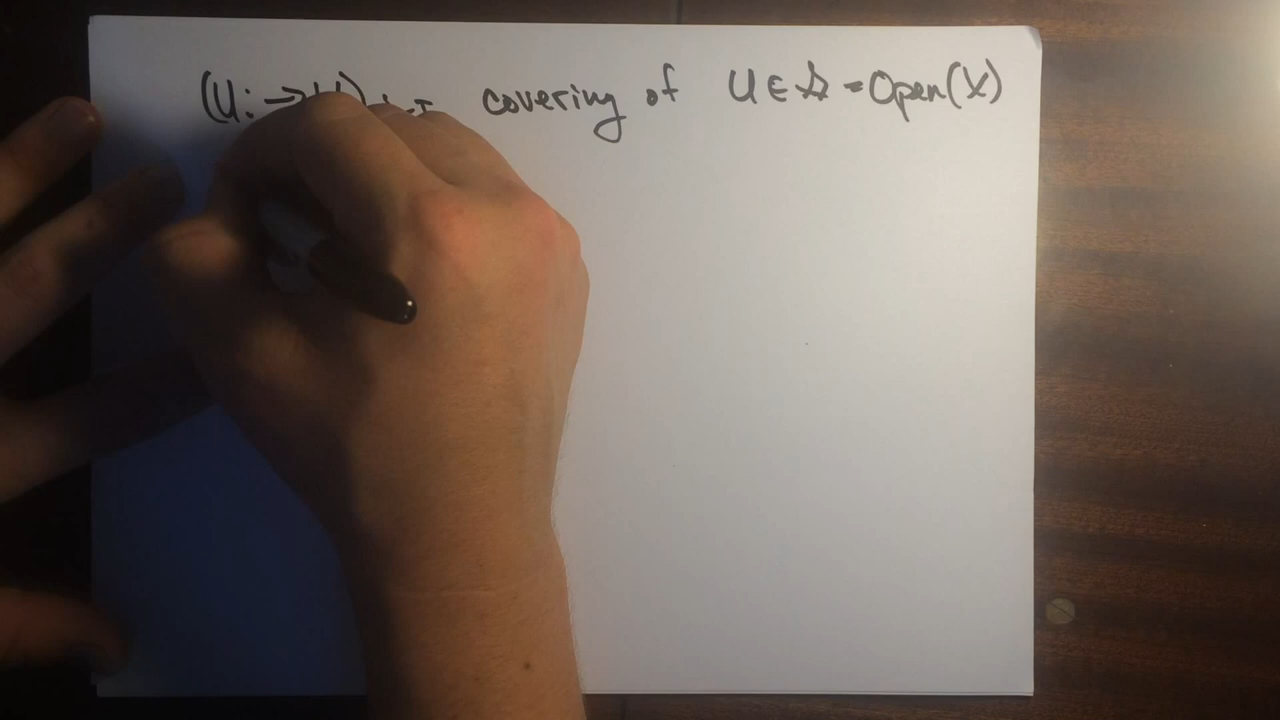 (U: → U) covering of U ∈ 𝒮 = Open(X)